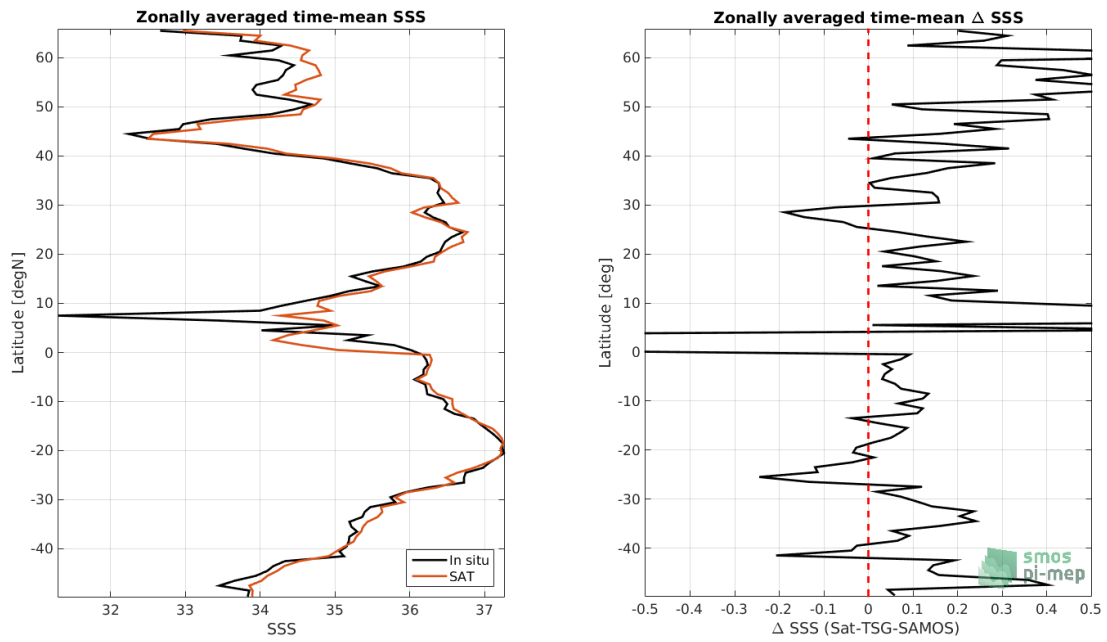 Zonally averaged time-mean SSS
60
50
40
30
20
10
0
-10
-20
-30
-40
Latitude [degN]
32 33 34 35 36 37
SSS
In situ
SAT
Zonally averaged time-mean Δ SSS
60
50
40
30
20
10
0
-10
-20
-30
-40
Latitude [deg]
-0.5 -0.4 -0.3 -0.2 -0.1 0 0.1 0.2 0.3 0.4 0.5
Δ SSS (Sat-TSG-SAMOS)
smos
pi-mep